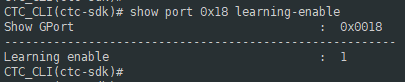 CTC_CLI(ctc-sdk)# show port 0x18 learning-enable
Show GPort : 0x0018
------------------------------------------------------------
Learning enable : 1
CTC_CLI(ctc-sdk)#